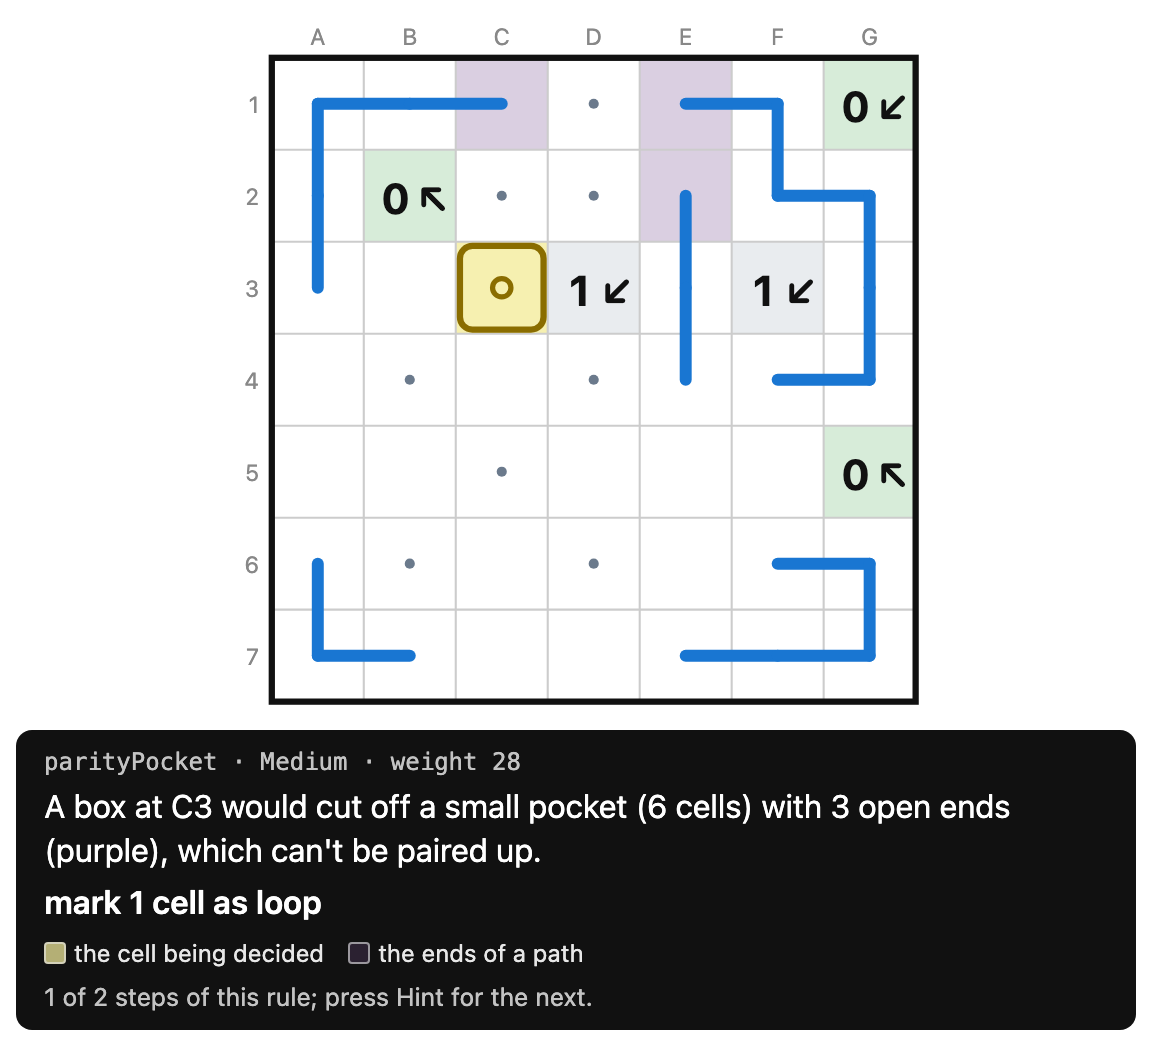 A B C D E F G
1 0↙
2 0↖
3 1↙ 1↙
4
5 0↖
6
7
parityPocket · Medium · weight 28
A box at C3 would cut off a small pocket (6 cells) with 3 open ends
(purple), which can't be paired up.
mark 1 cell as loop
the cell being decided the ends of a path
1 of 2 steps of this rule; press Hint for the next.